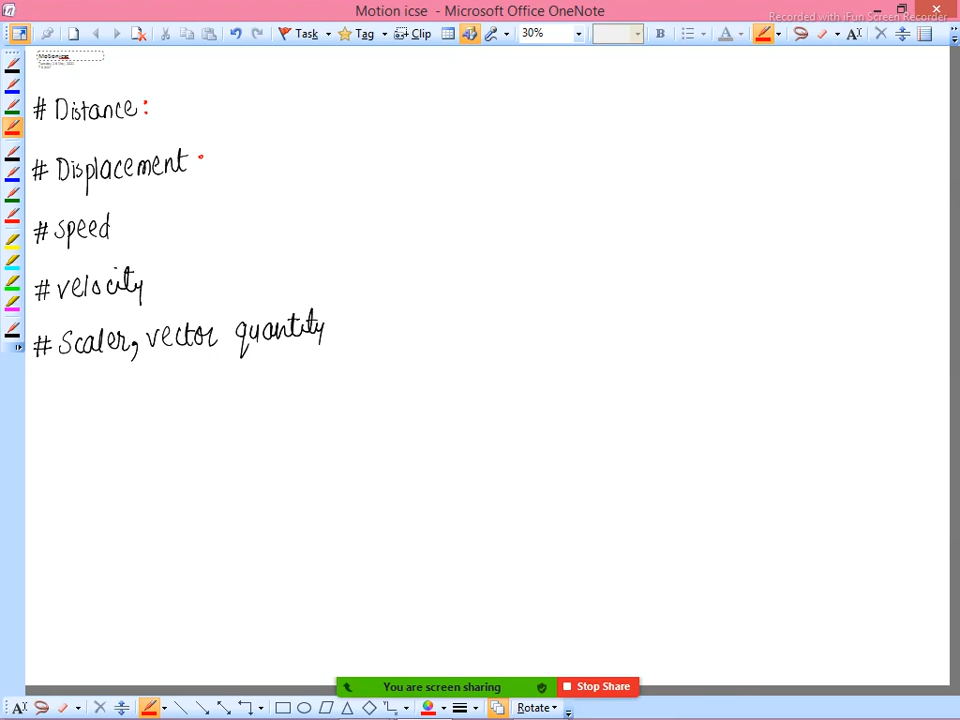 Motion icse - Microsoft Office OneNote
Recorded with iFun Screen Recorder
Task Tag Clip 30% B A
# Distance:
# Displacement
# speed
# velocity
# Scaler, vector quantity
You are screen sharing Stop Share
Rotate